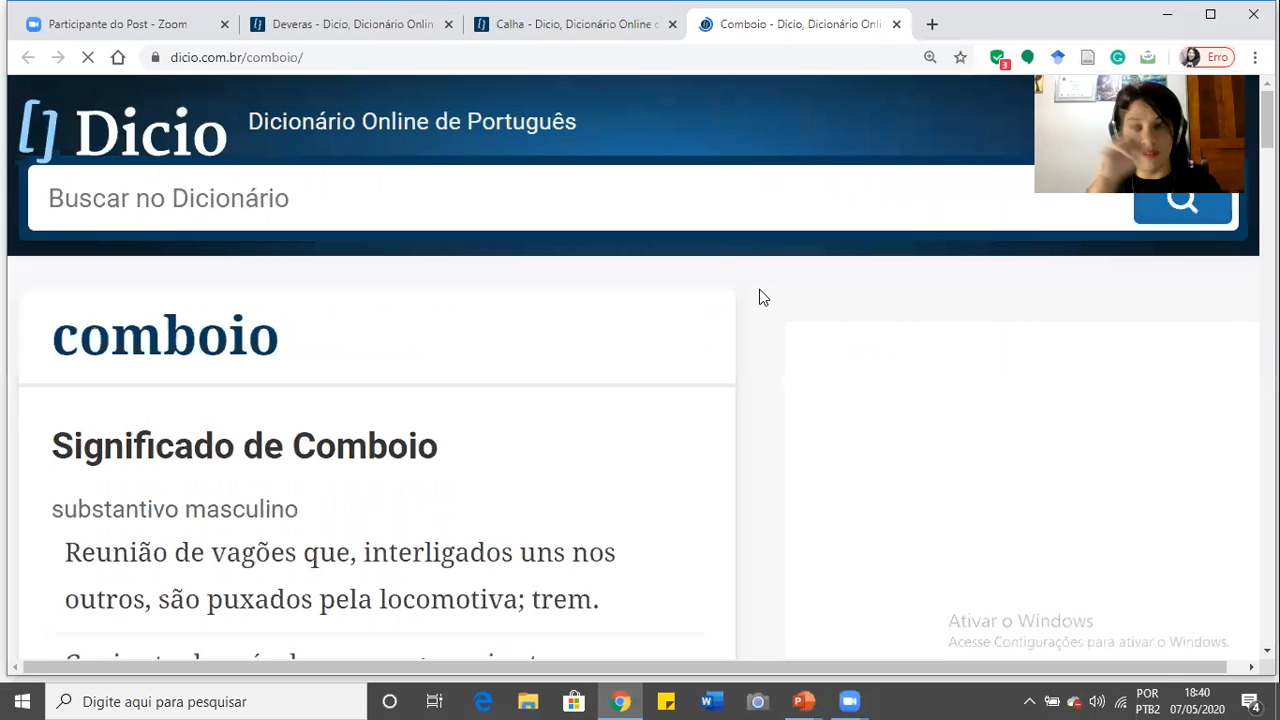 Participante do Post - Zoom
Deveras - Dicio, Dicionário Onlin
Calha - Dicio, Dicionário Online d
Comboio - Dicio, Dicionário Onli
dicio.com.br/comboio/
3
Erro
Dicio
Dicionário Online de Português
Buscar no Dicionário
comboio
Significado de Comboio
substantivo masculino
Reunião de vagões que, interligados uns nos
outros, são puxados pela locomotiva; trem.
Ativar o Windows
Acesse Configurações para ativar o Windows.
Digite aqui para pesquisar
POR
PTB2
18:40
07/05/2020
4